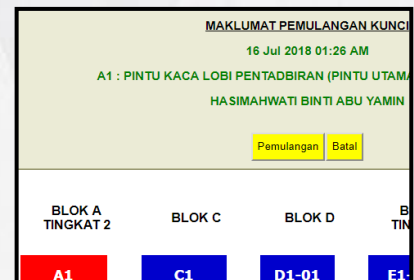 MAKLUMAT PEMULANGAN KUNCI
16 Jul 2018 01:26 AM
A1 : PINTU KACA LOBI PENTADBIRAN (PINTU UTAMA
HASIMAHWATI BINTI ABU YAMIN
Pemulangan Batal
BLOK A
TINGKAT 2
BLOK C
BLOK D
A1 C1 D1-01